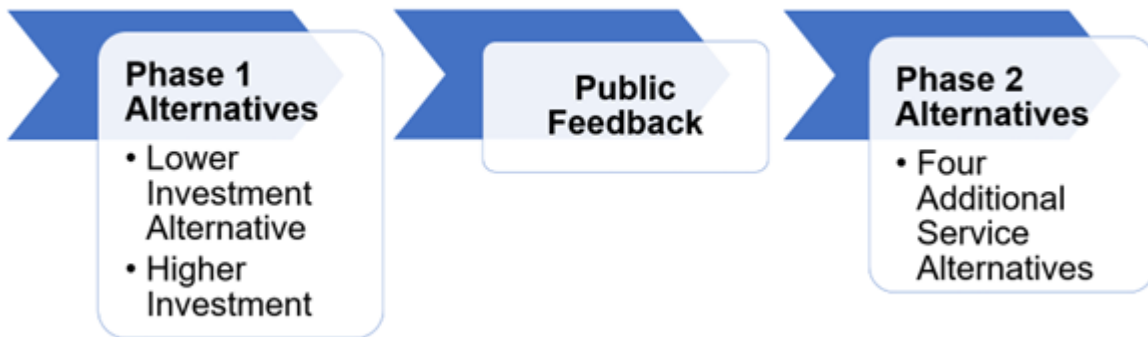 Phase 1
Alternatives
• Lower
Investment
Alternative
• Higher
Investment
Public
Feedback
Phase 2
Alternatives
• Four
Additional
Service
Alternatives